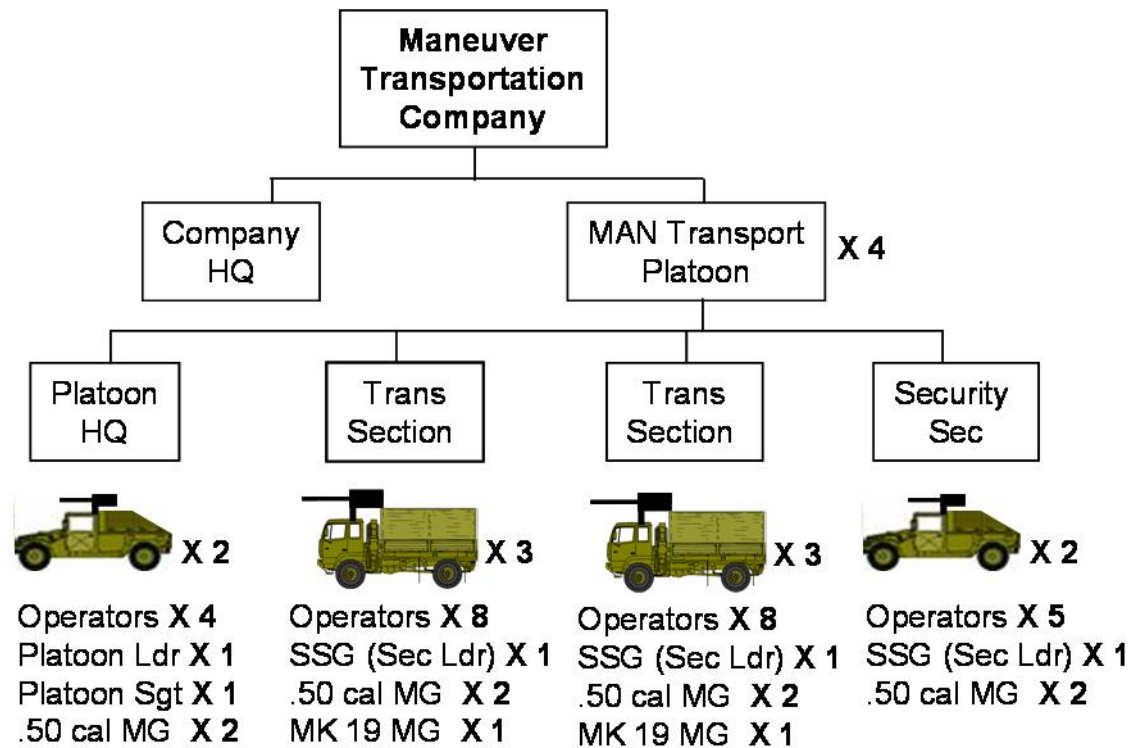 Maneuver
Transportation
Company
Company
HQ
MAN Transport
Platoon
X 4
Platoon
HQ
Trans
Section
Trans
Section
Security
Sec
X 2
X 3
X 3
X 2
Operators X 4
Platoon Ldr X 1
Platoon Sgt X 1
.50 cal MG X 2
Operators X 8
SSG (Sec Ldr) X 1
.50 cal MG X 2
MK 19 MG X 1
Operators X 8
SSG (Sec Ldr) X 1
.50 cal MG X 2
MK 19 MG X 1
Operators X 5
SSG (Sec Ldr) X 1
.50 cal MG X 2